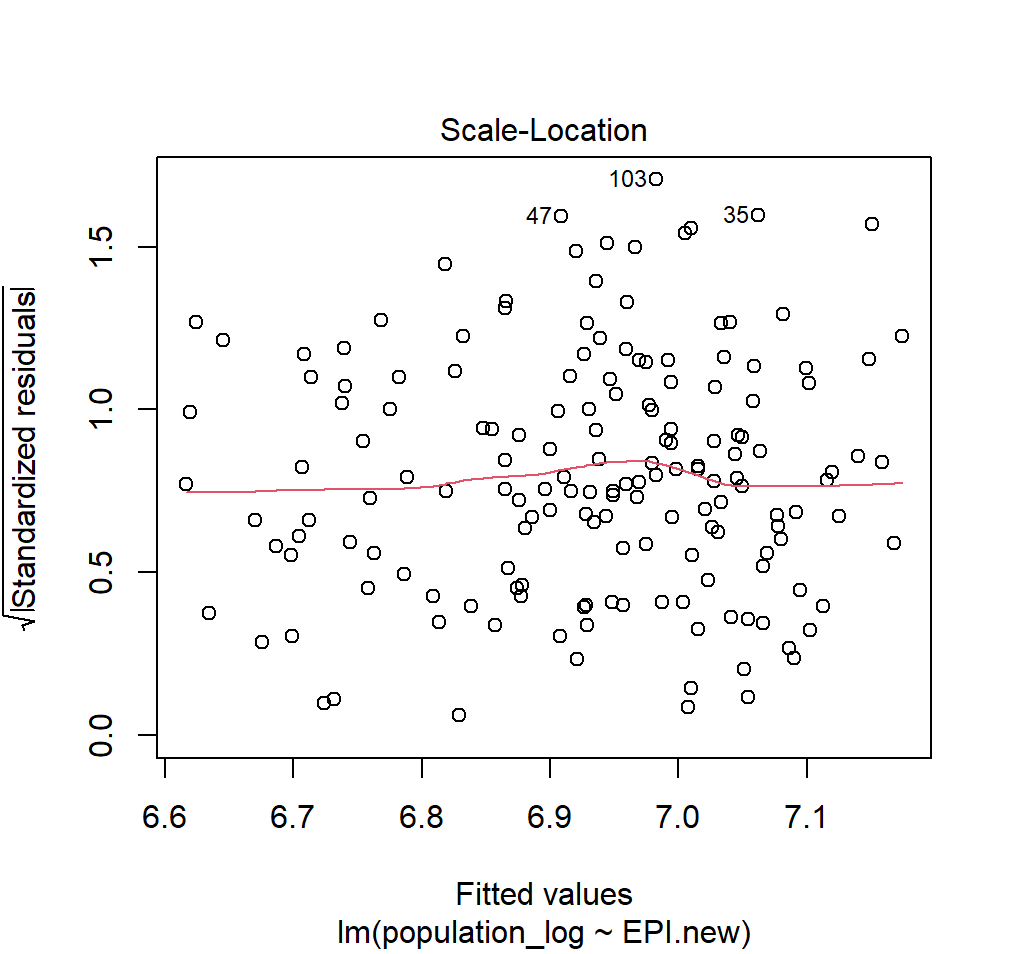 Scale-Location
103
47
35
√|Standardized residuals|
1.5
1.0
0.5
0.0
6.6 6.7 6.8 6.9 7.0 7.1
Fitted values
lm(population_log ~ EPI.new)